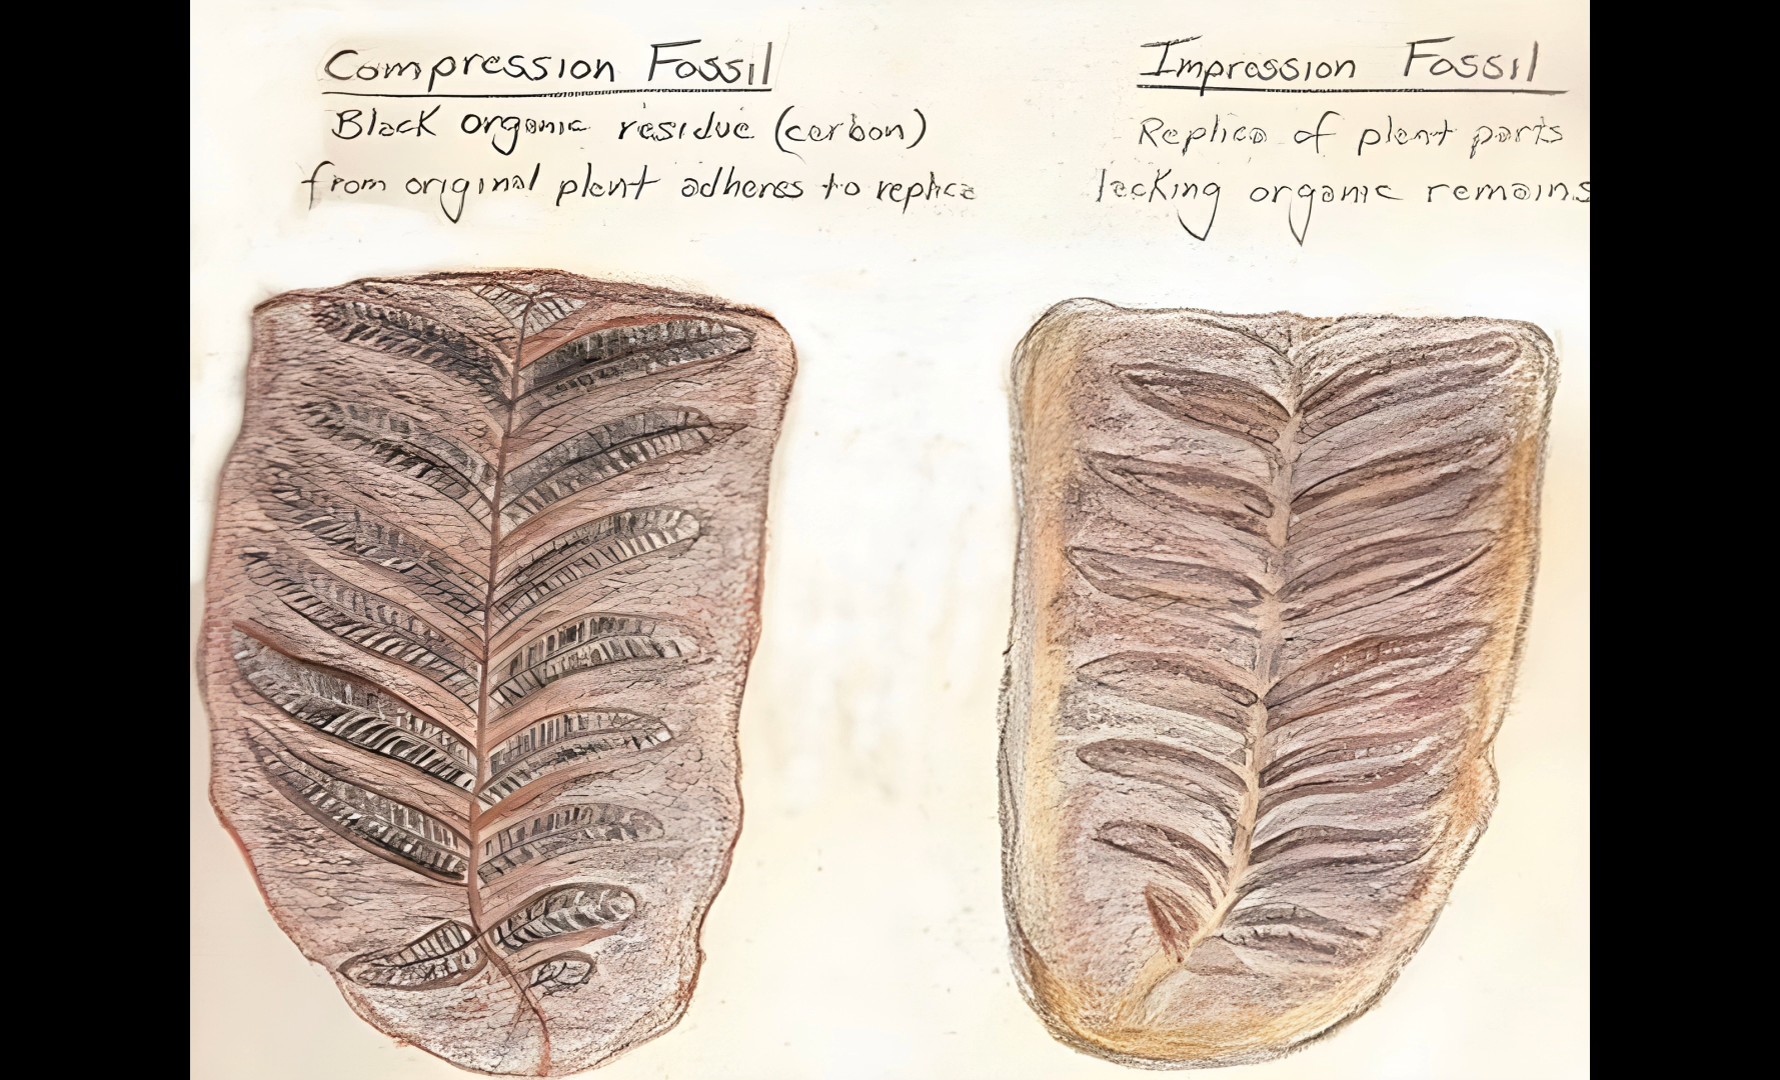 Compression Fossil
Black organic residue (carbon)
from original plant adheres to replica
Impression Fossil
Replica of plant parts
lacking organic remains